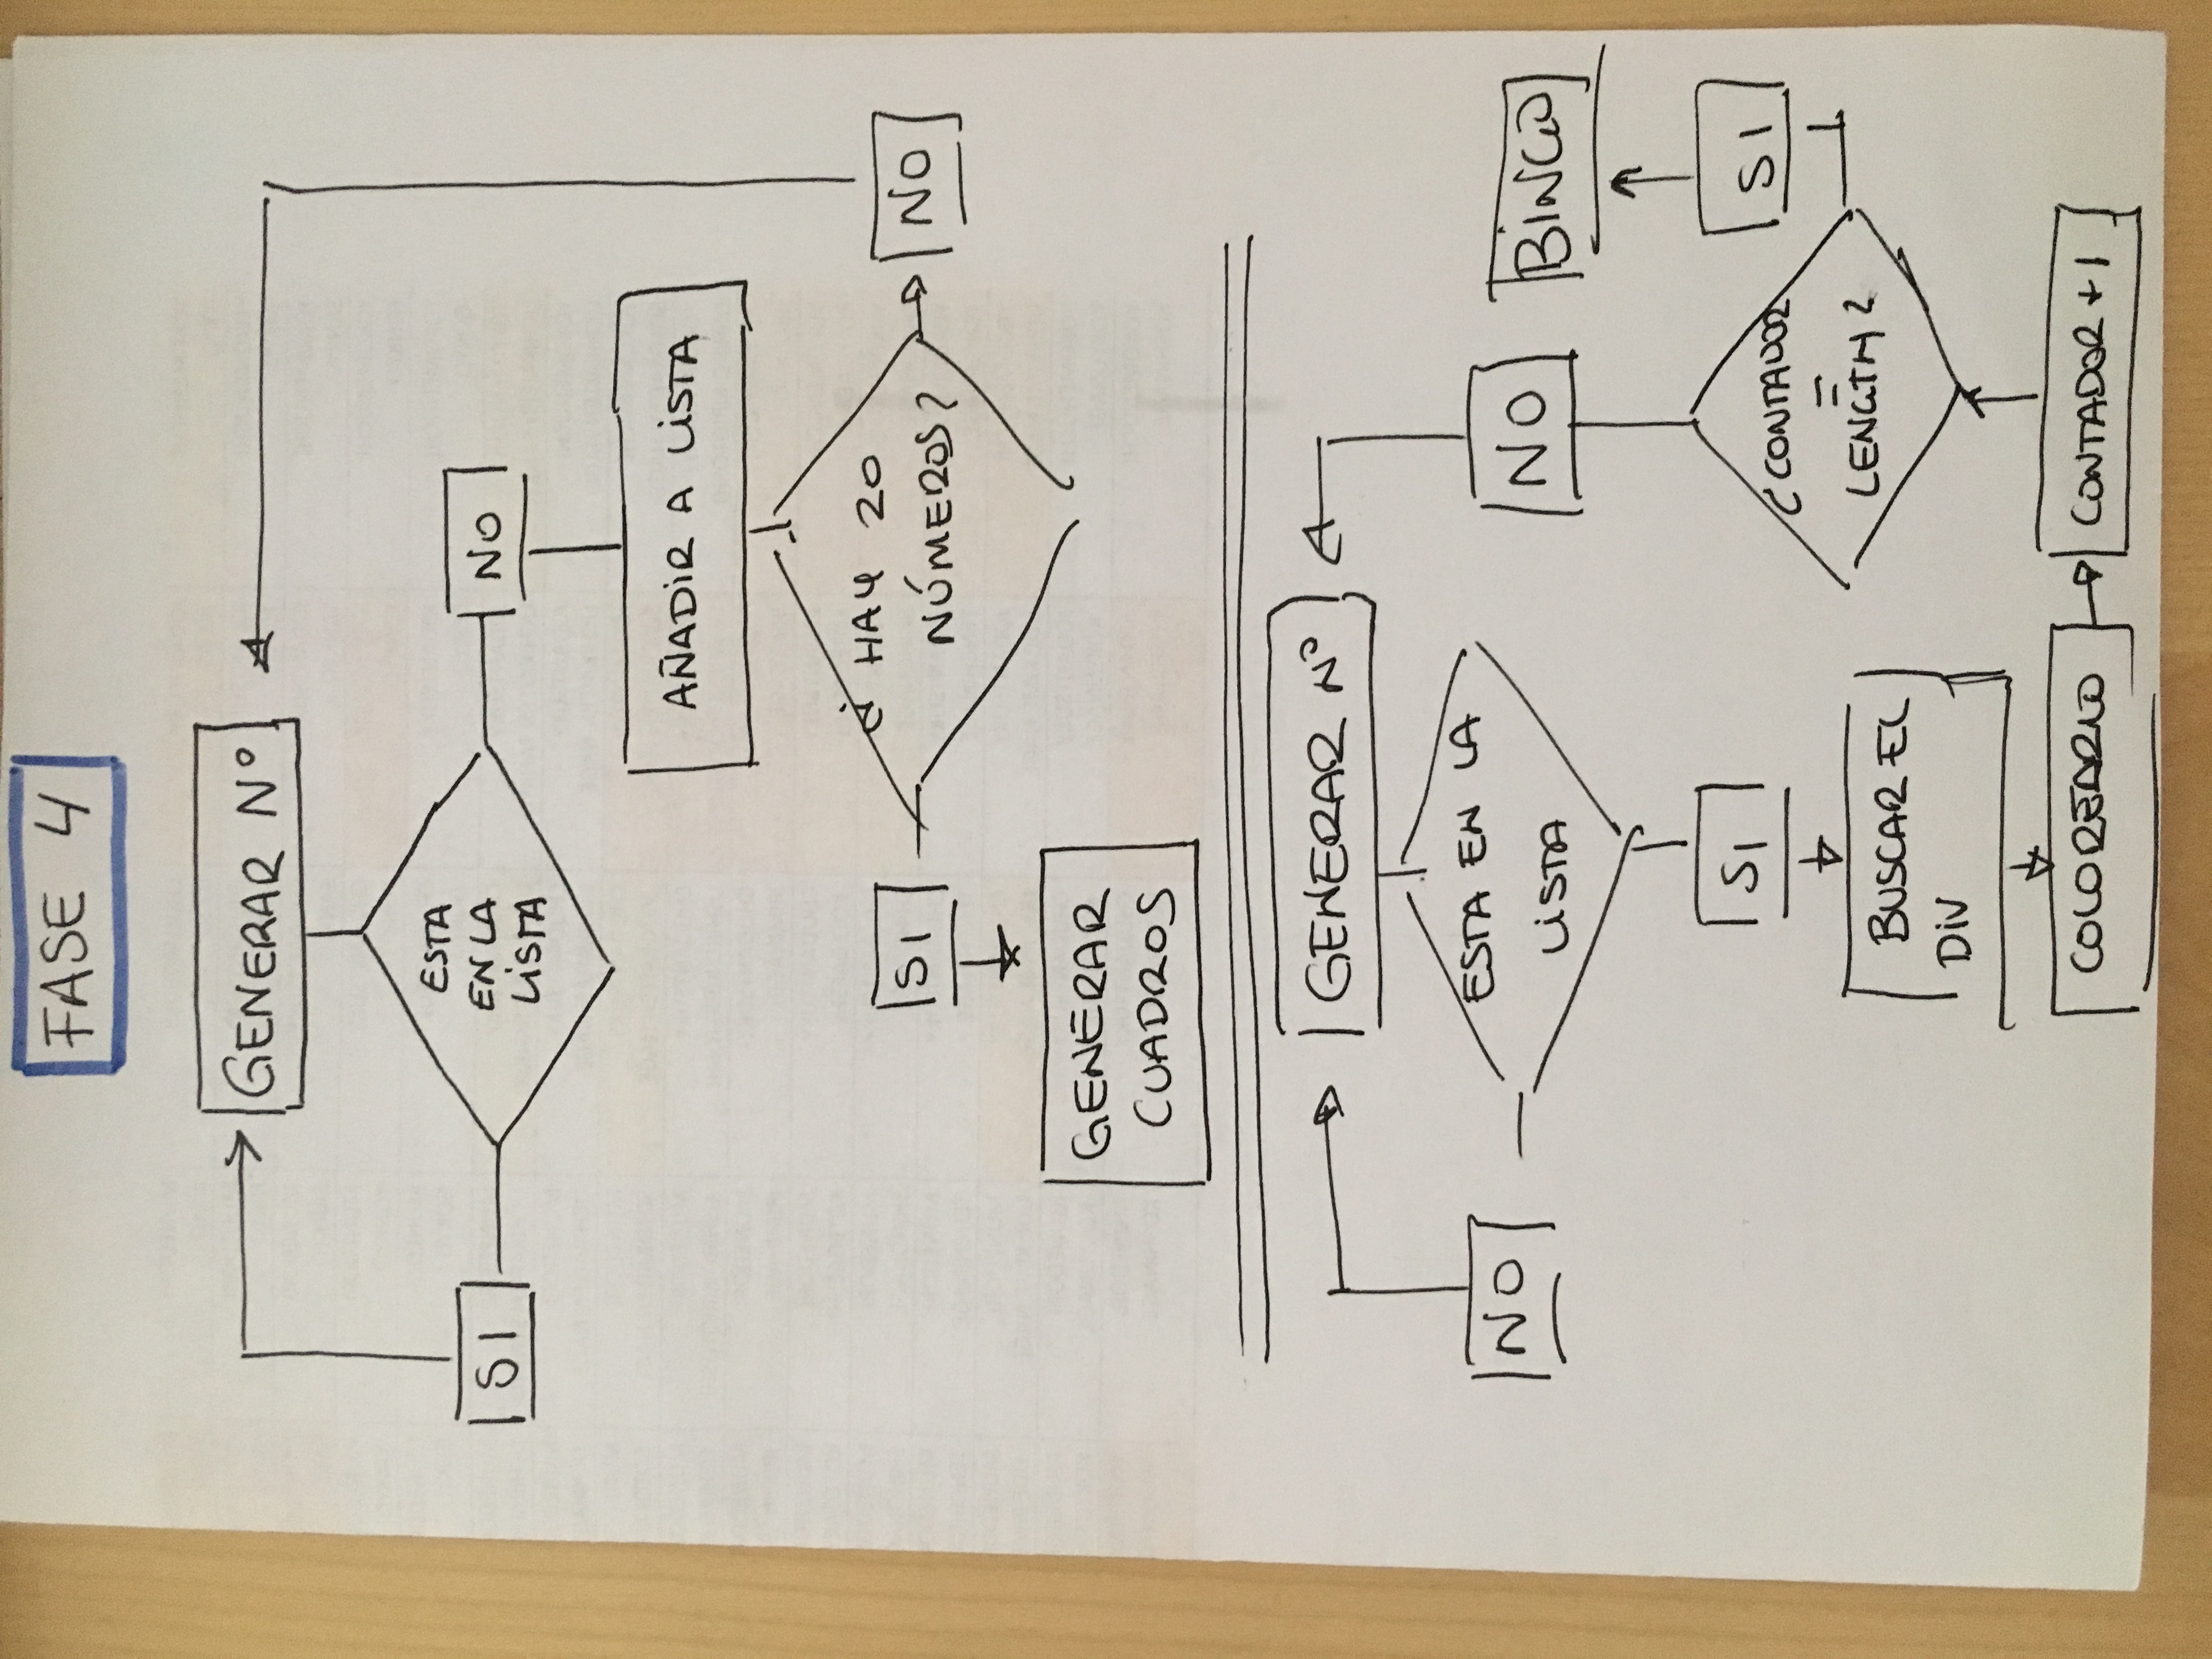 FASE 4
GENERAR Nº
ESTA
EN LA
LISTA
SI
NO
AÑADIR A LISTA
¿ HAY 20
NÚMEROS?
SI
NO
GENERAR
CUADROS
GENERAR Nº
ESTA EN LA
LISTA
NO
NO
BINGO
SI
SI
¿CONTADOR
=
LENGTH?
BUSCAR EL
DIV
COLOREARLO
CONTADOR + 1